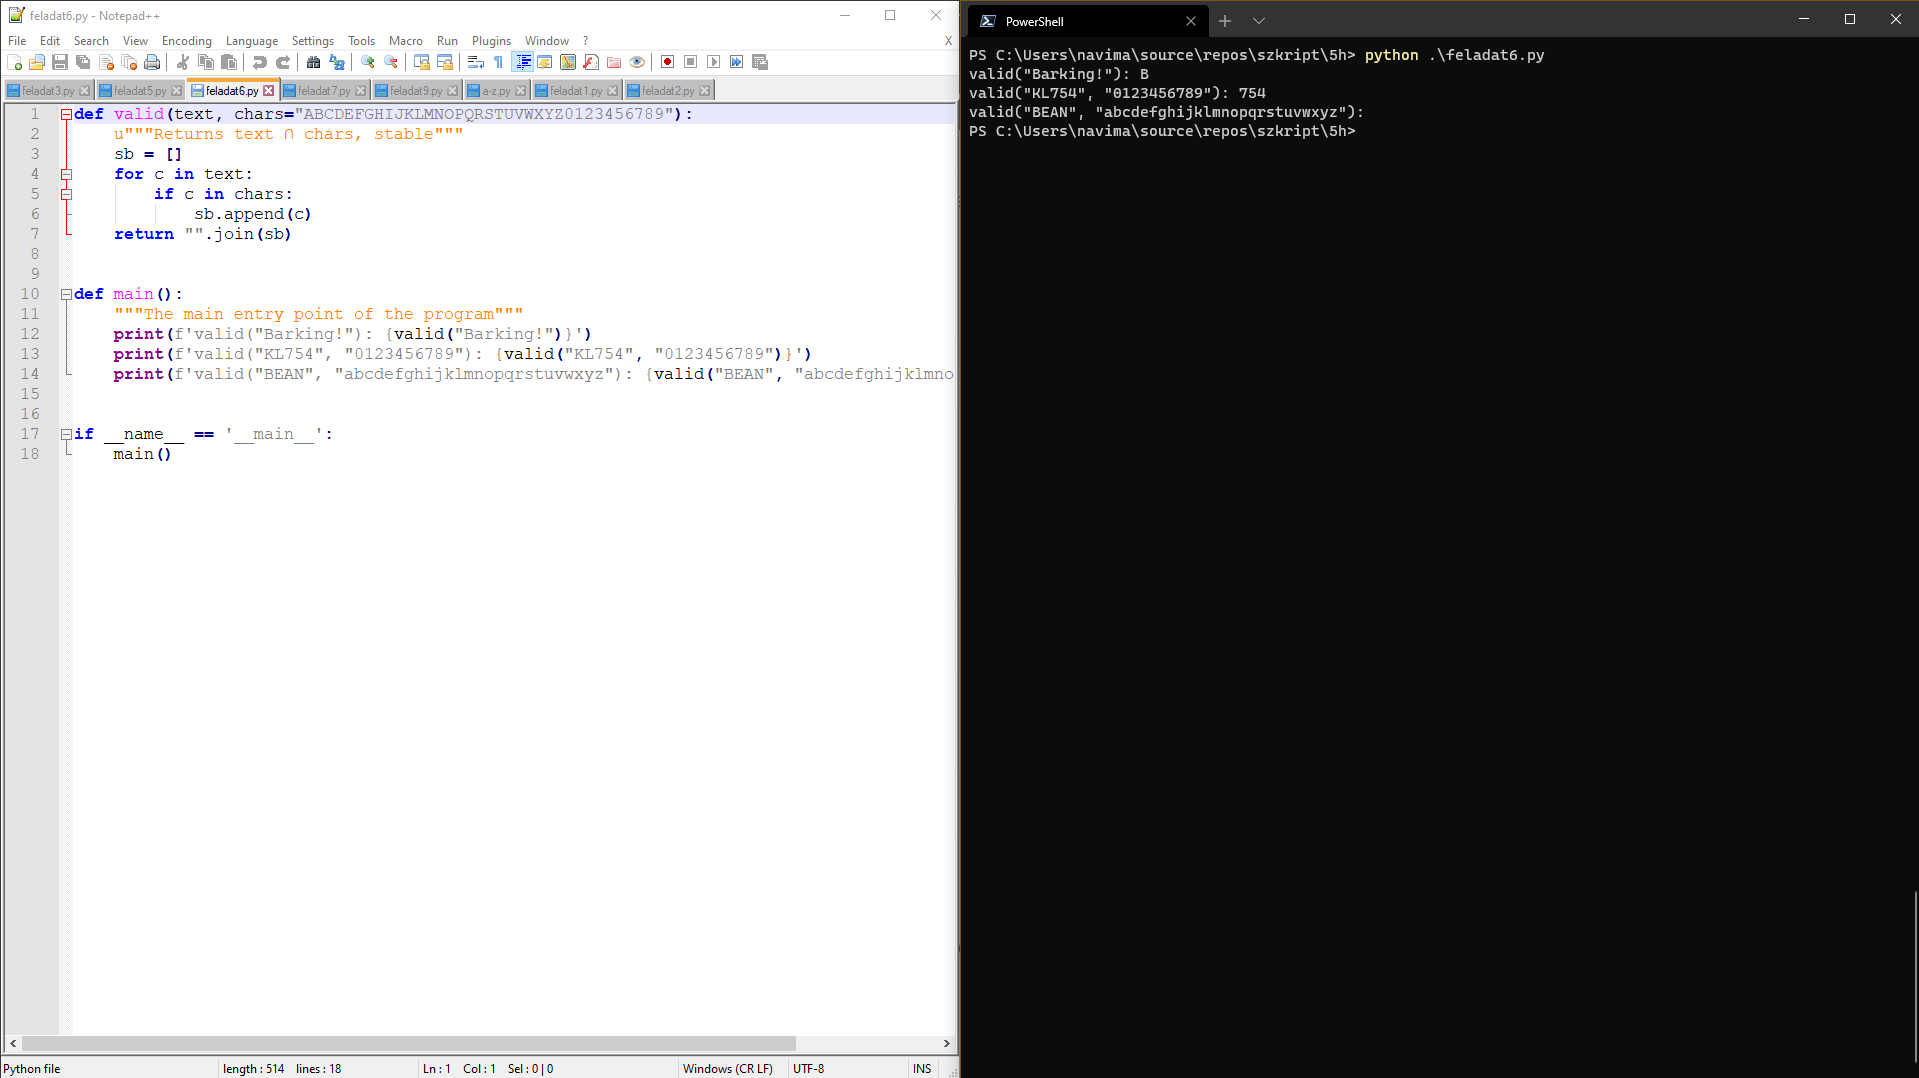 feladat6.py - Notepad++
File Edit Search View Encoding Language Settings Tools Macro Run Plugins Window ? X
feladat3.py feladat5.py feladat6.py feladat7.py feladat9.py a-z.py feladat1.py feladat2.py
1 def valid(text, chars="ABCDEFGHIJKLMNOPQRSTUVWXYZ0123456789"):
2 u"""Returns text ∩ chars, stable"""
3 sb = []
4 for c in text:
5 if c in chars:
6 sb.append(c)
7 return "".join(sb)
8
9
10 def main():
11 """The main entry point of the program"""
12 print(f'valid("Barking!"): {valid("Barking!")}')
13 print(f'valid("KL754", "0123456789"): {valid("KL754", "0123456789")}')
14 print(f'valid("BEAN", "abcdefghijklmnopqrstuvwxyz"): {valid("BEAN", "abcdefghijklmno
15
16
17 if __name__ == '__main__':
18 main()
Python file length : 514 lines : 18 Ln : 1 Col : 1 Sel : 0 | 0 Windows (CR LF) UTF-8 INS
PowerShell
PS C:\Users\navima\source\repos\szkript\5h> python .\feladat6.py
valid("Barking!"): B
valid("KL754", "0123456789"): 754
valid("BEAN", "abcdefghijklmnopqrstuvwxyz"):
PS C:\Users\navima\source\repos\szkript\5h>